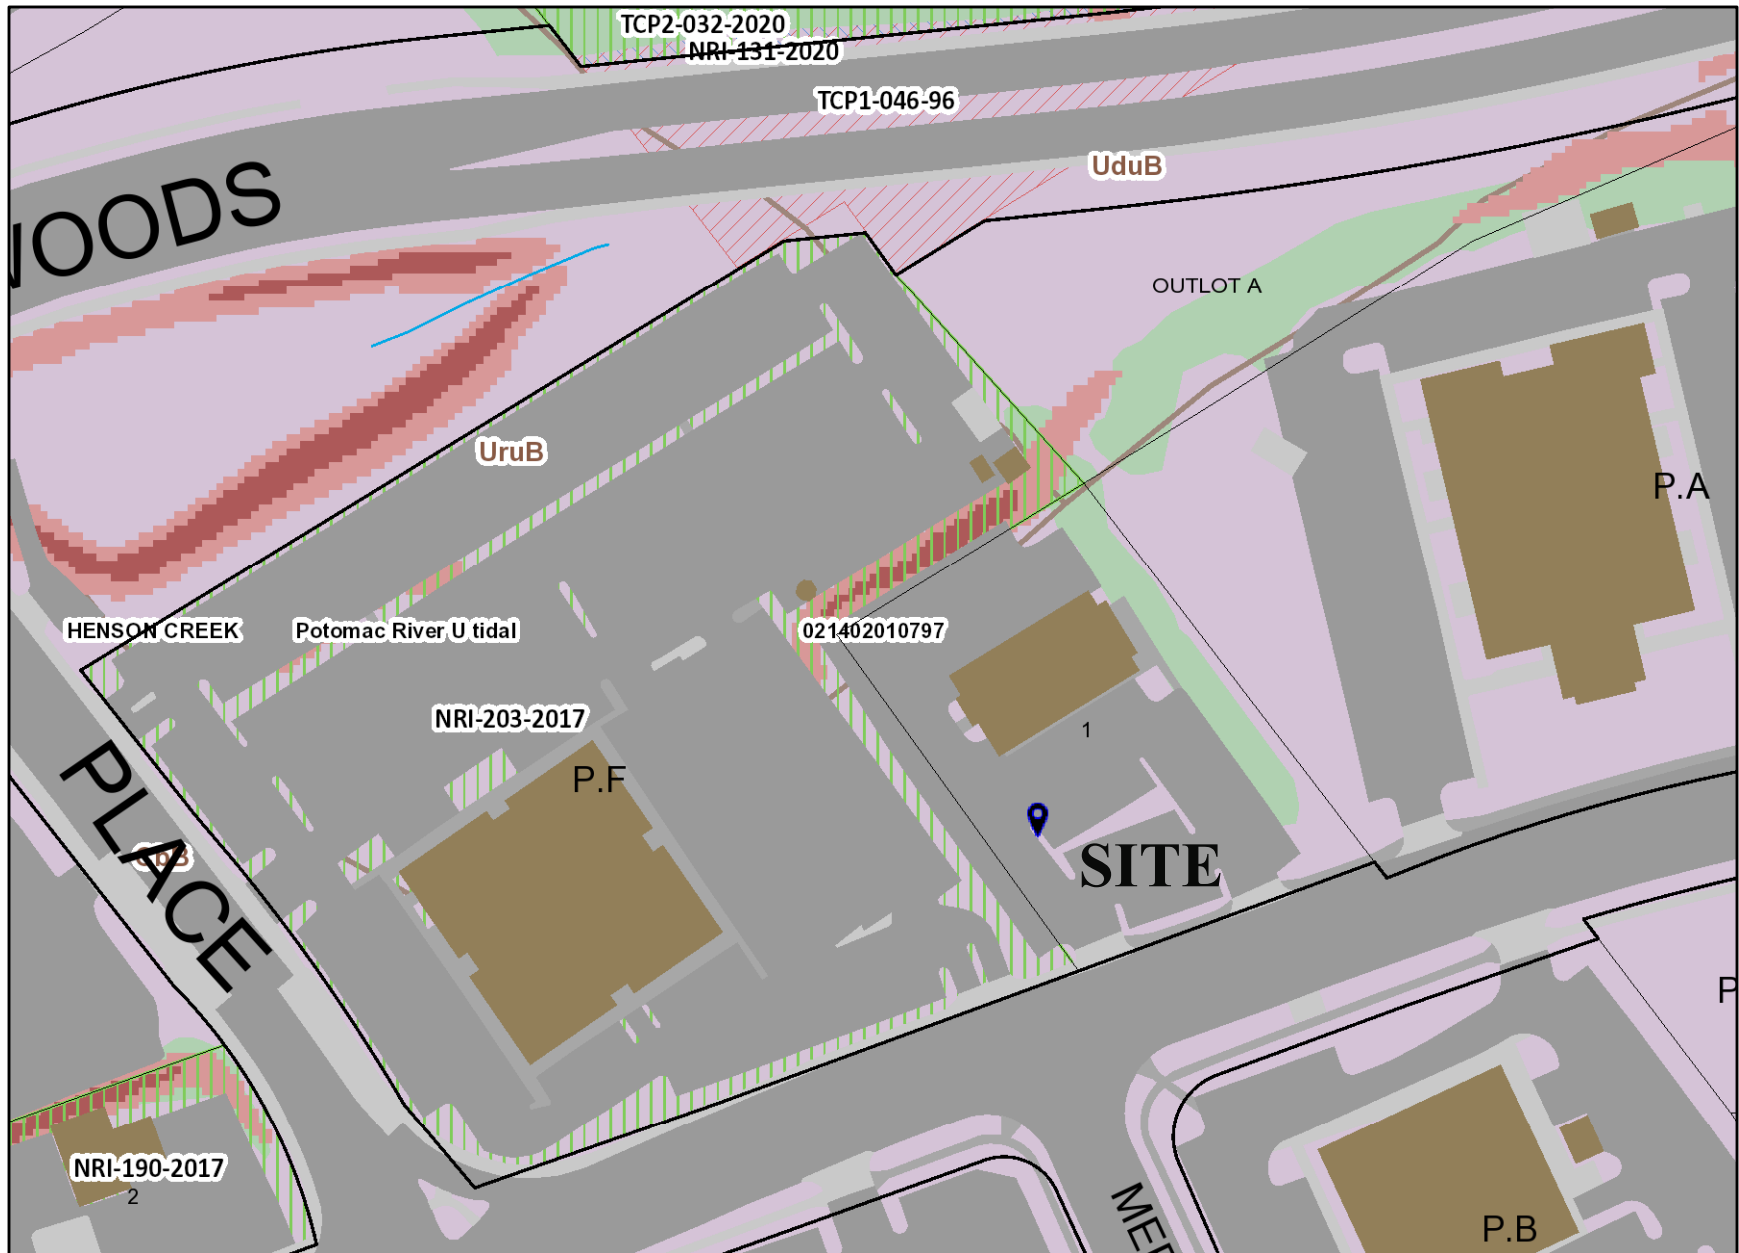 TCP2-032-2020
NRI-131-2020
TCP1-046-96
UduB
WOODS
OUTLOT A
UruB
P.A
HENSON CREEK
Potomac River U tidal
021402010797
NRI-203-2017
1
P.F
PLACE
SITE
P
NRI-190-2017
2
P.B